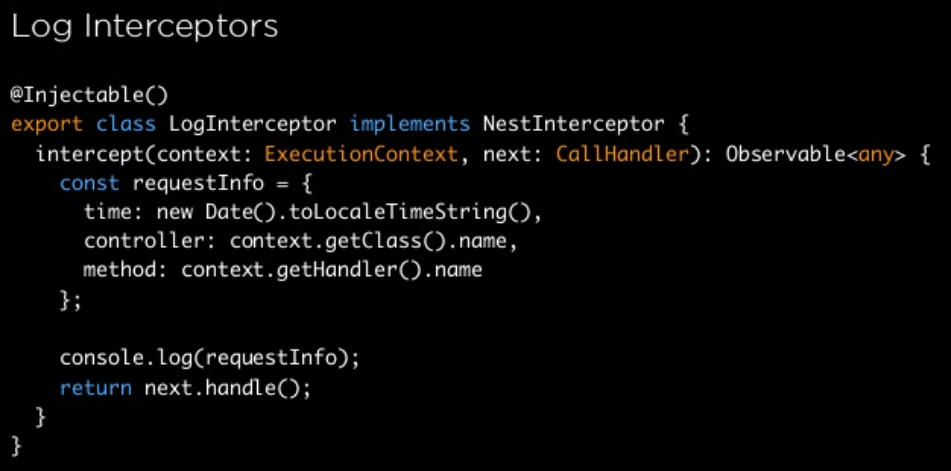 Log Interceptors
@Injectable()
export class LogInterceptor implements NestInterceptor {
intercept(context: ExecutionContext, next: CallHandler): Observable<any> {
const requestInfo = {
time: new Date().toLocaleTimeString(),
controller: context.getClass().name,
method: context.getHandler().name
};
console.log(requestInfo);
return next.handle();
}
}